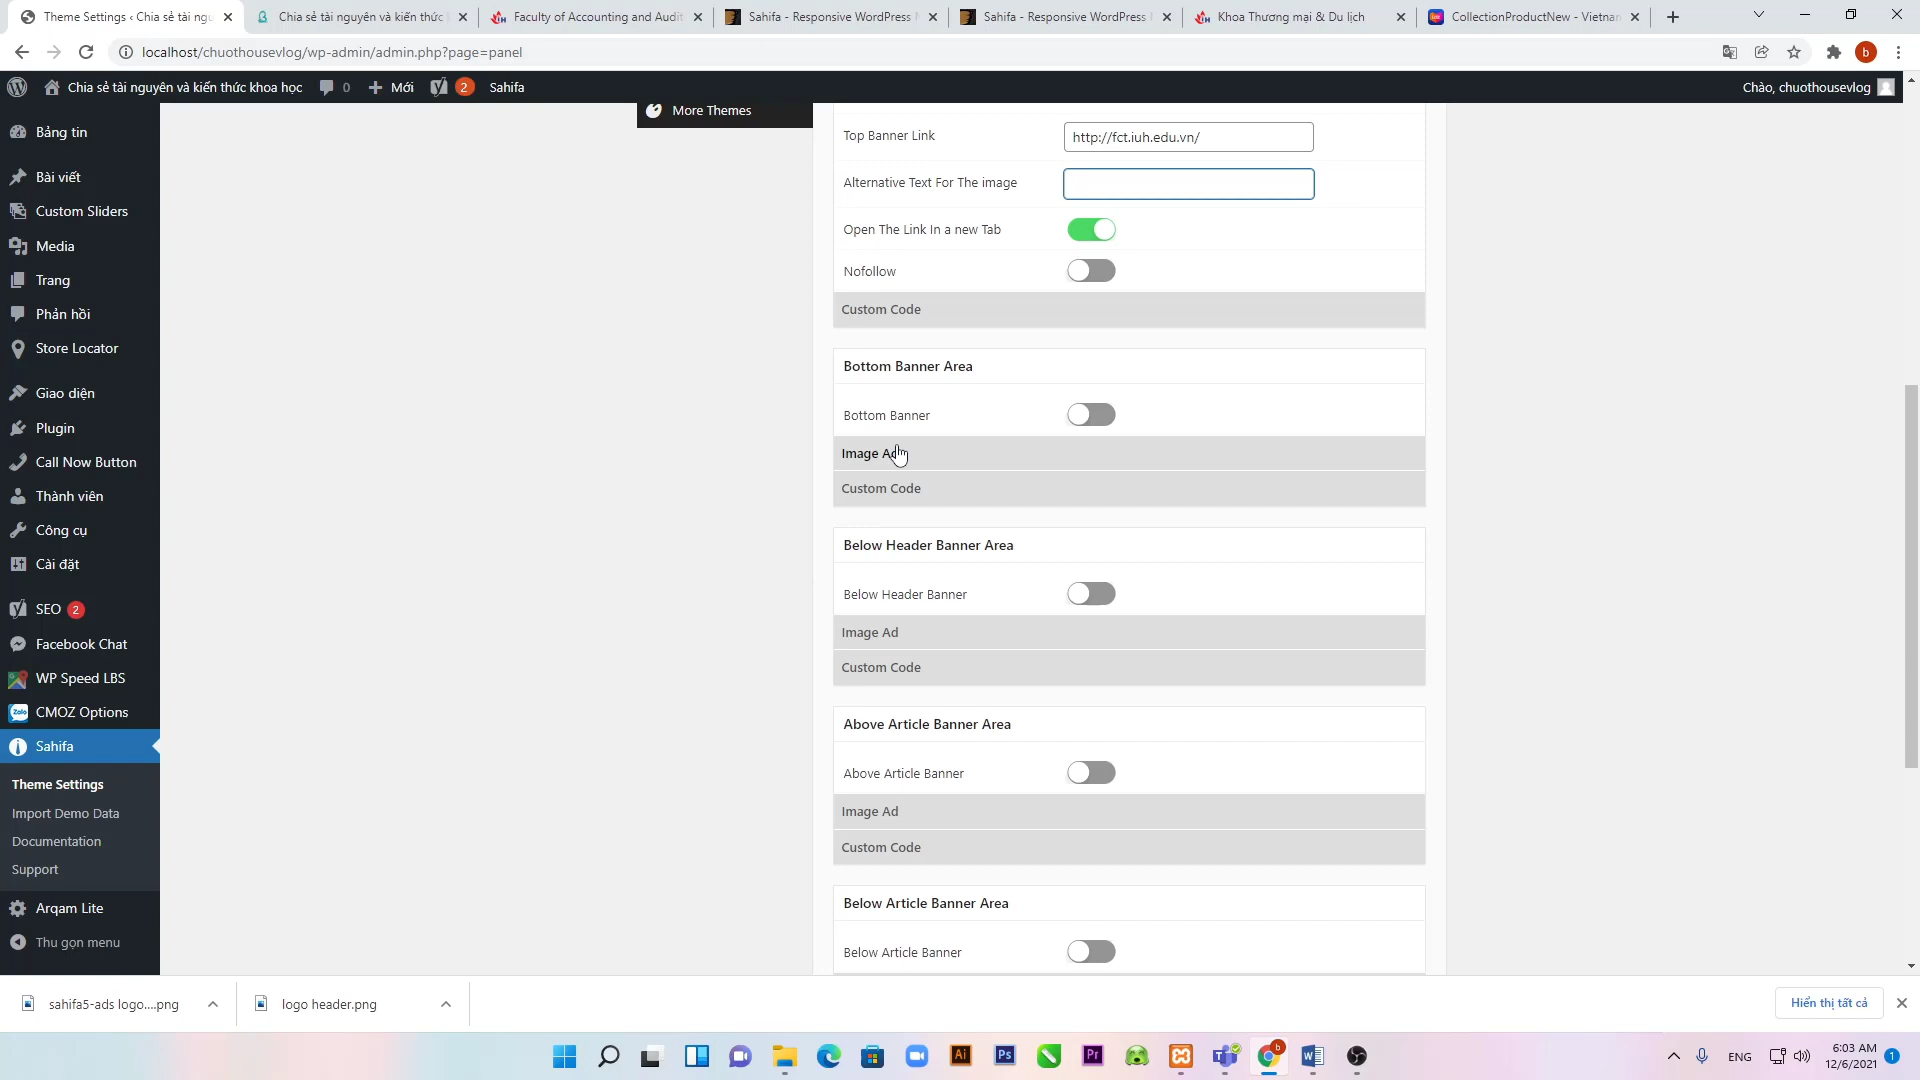 Theme Settings ‹ Chia sẻ tài ngu
Chia sẻ tài nguyên và kiến thức
Faculty of Accounting and Audit
Sahifa - Responsive WordPress
Sahifa - Responsive WordPress
Khoa Thương mại & Du lịch
CollectionProductNew - Vietnan
localhost/chuothousevlog/wp-admin/admin.php?page=panel
b
Chia sẻ tài nguyên và kiến thức khoa học
0
Mới
2
Sahifa
Chào, chuothousevlog
Bảng tin
Bài viết
Custom Sliders
Media
Trang
Phản hồi
Store Locator
Giao diện
Plugin
Call Now Button
Thành viên
Công cụ
Cài đặt
SEO 2
Facebook Chat
WP Speed LBS
Zalo
CMOZ Options
Sahifa
Theme Settings
Import Demo Data
Documentation
Support
Arqam Lite
Thu gọn menu
More Themes
Top Banner Link
http://fct.iuh.edu.vn/
Alternative Text For The image
Open The Link In a new Tab
Nofollow
Custom Code
Bottom Banner Area
Bottom Banner
Image Ad
Custom Code
Below Header Banner Area
Below Header Banner
Image Ad
Custom Code
Above Article Banner Area
Above Article Banner
Image Ad
Custom Code
Below Article Banner Area
Below Article Banner
sahifa5-ads logo....png
logo header.png
Hiển thị tất cả
Ai
Ps
Pr
b
ENG
6:03 AM
12/6/2021
1